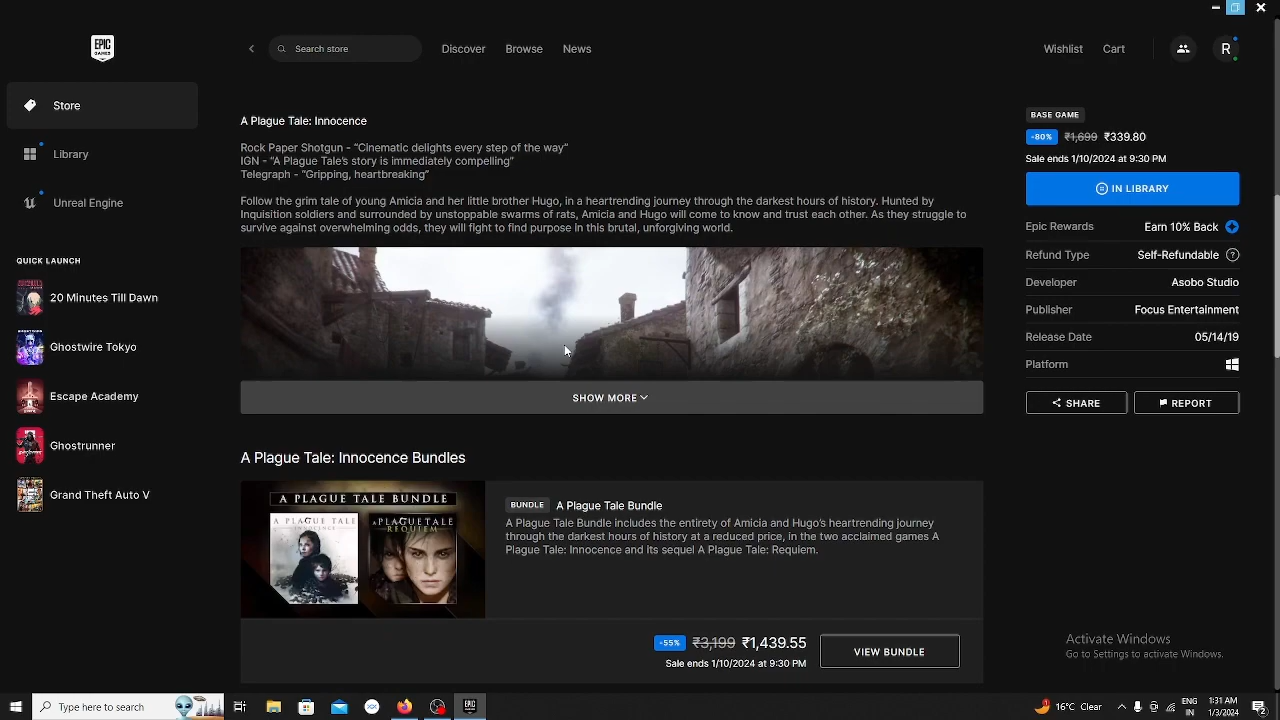 EPIC
GAMES
Search store
Discover
Browse
News
Wishlist
Cart
R
Store
Library
Unreal Engine
QUICK LAUNCH
20 Minutes Till Dawn
Ghostwire Tokyo
Escape Academy
Ghostrunner
Grand Theft Auto V
A Plague Tale: Innocence
Rock Paper Shotgun - “Cinematic delights every step of the way”
IGN - “A Plague Tale’s story is immediately compelling”
Telegraph - “Gripping, heartbreaking”
Follow the grim tale of young Amicia and her little brother Hugo, in a heartrending journey through the darkest hours of history. Hunted by
Inquisition soldiers and surrounded by unstoppable swarms of rats, Amicia and Hugo will come to know and trust each other. As they struggle to
survive against overwhelming odds, they will fight to find purpose in this brutal, unforgiving world.
SHOW MORE
A Plague Tale: Innocence Bundles
A PLAGUE TALE BUNDLE
A PLAGUE TALE
INNOCENCE
A PLAGUE TALE
REQUIEM
BUNDLE A Plague Tale Bundle
A Plague Tale Bundle includes the entirety of Amicia and Hugo’s heartrending journey
through the darkest hours of history at a reduced price, in the two acclaimed games A
Plague Tale: Innocence and its sequel A Plague Tale: Requiem.
-55% ₹3,199 ₹1,439.55
Sale ends 1/10/2024 at 9:30 PM
VIEW BUNDLE
BASE GAME
-80% ₹1,699 ₹339.80
Sale ends 1/10/2024 at 9:30 PM
IN LIBRARY
Epic Rewards Earn 10% Back
Refund Type Self-Refundable ?
Developer Asobo Studio
Publisher Focus Entertainment
Release Date 05/14/19
Platform
SHARE
REPORT
Activate Windows
Go to Settings to activate Windows.
Type here to search
EPIC
16°C Clear
ENG
IN
1:31 AM
1/3/2024
2